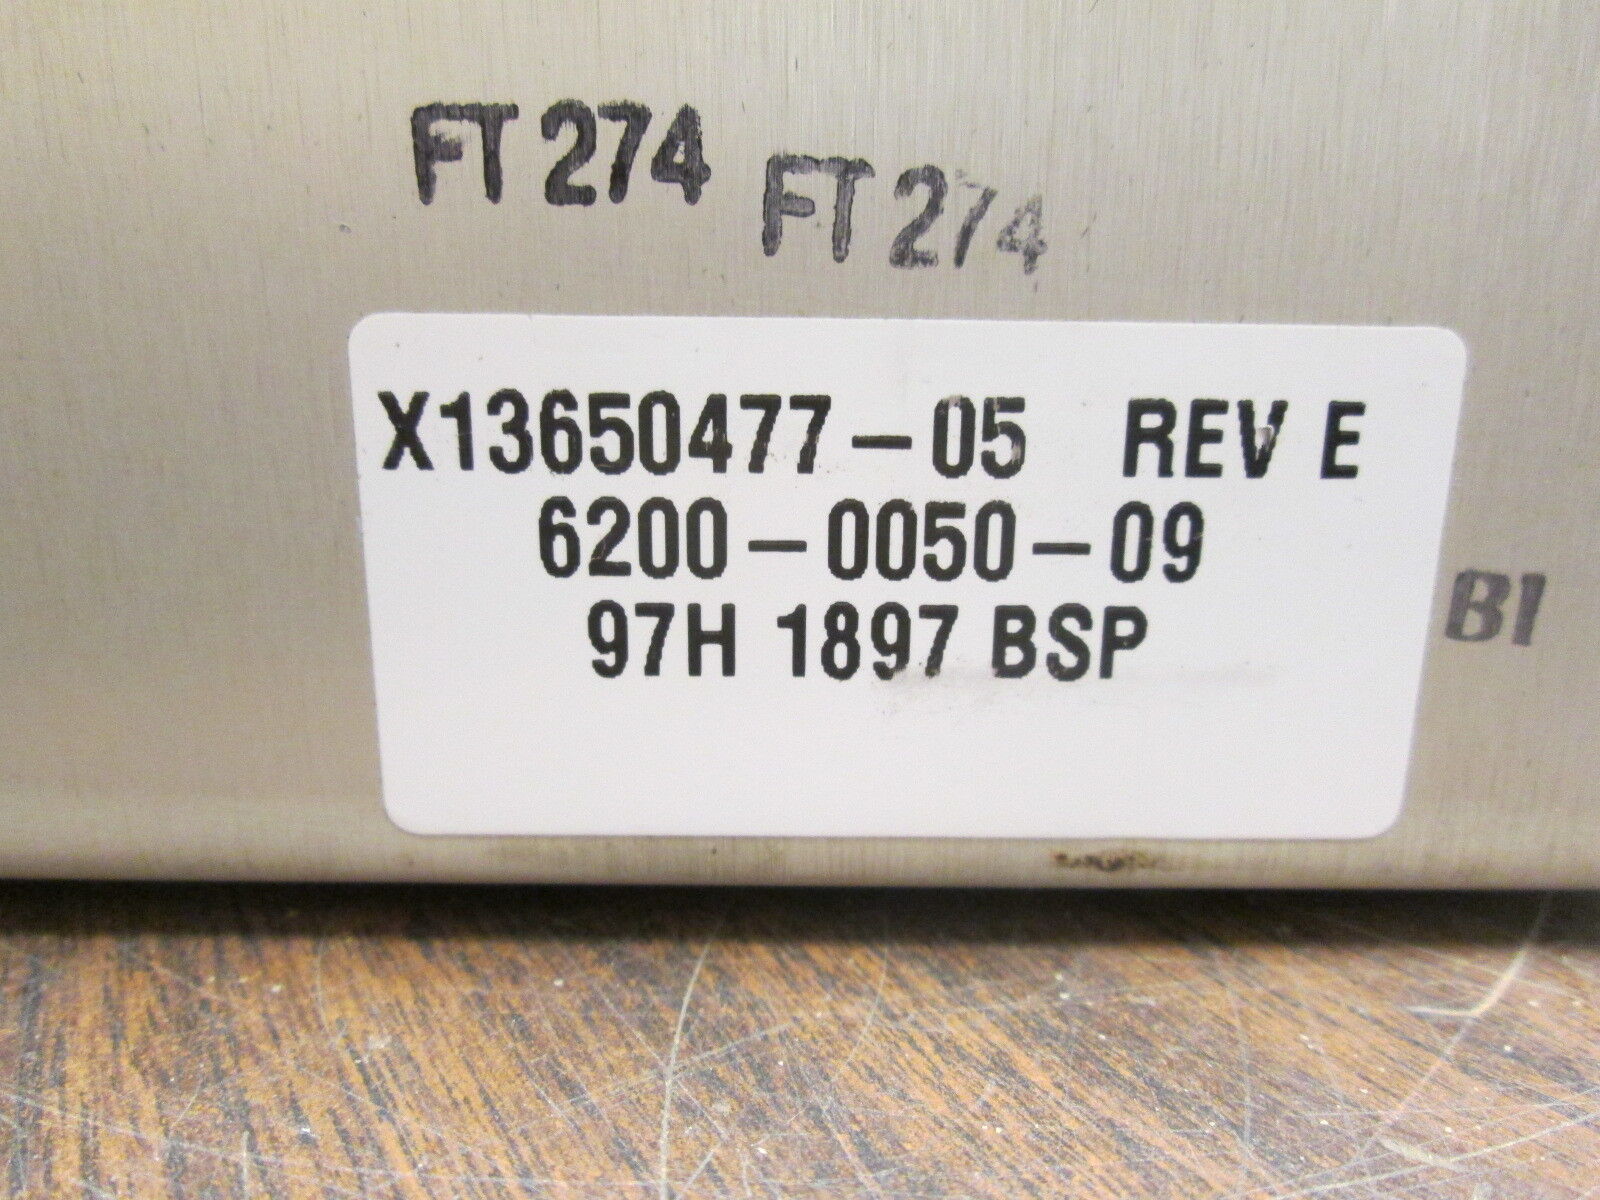 FT 274
FT 274
X13650477-05 REV E
6200-0050-09
97H 1897 BSP
BI